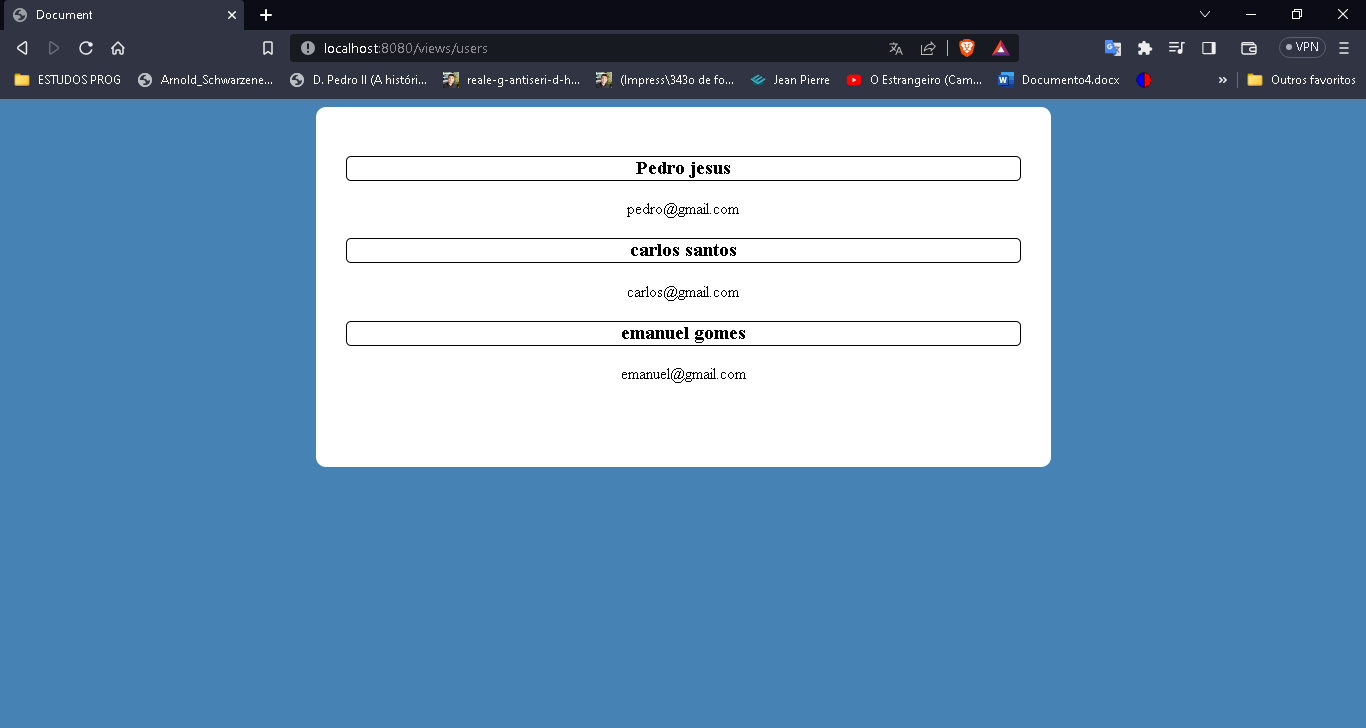 Document
localhost:8080/views/users
VPN
ESTUDOS PROG
Arnold_Schwarzene...
D. Pedro II (A históri...
reale-g-antiseri-d-h...
(Impress\343o de fo...
Jean Pierre
O Estrangeiro (Cam...
Documento4.docx
»
Outros favoritos
Pedro jesus
pedro@gmail.com
carlos santos
carlos@gmail.com
emanuel gomes
emanuel@gmail.com